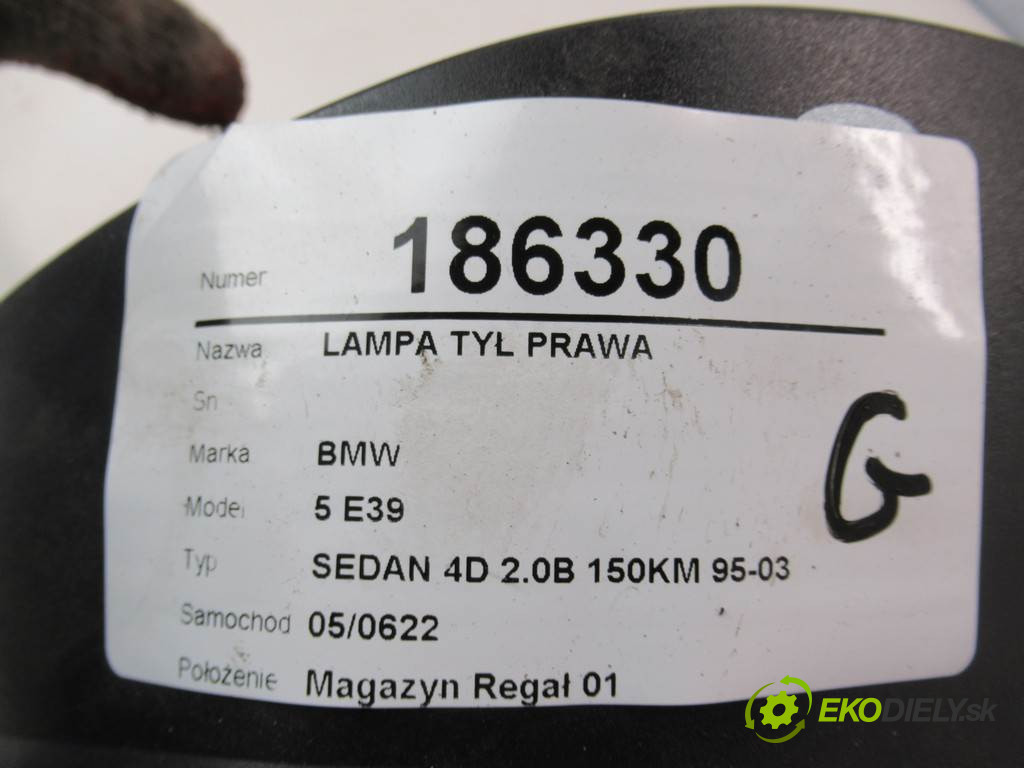 Numer 186330
Nazwa LAMPA TYŁ PRAWA
Sn
Marka BMW
Model 5 E39
Typ SEDAN 4D 2.0B 150KM 95-03
Samochod 05/0622
Położenie Magazyn Regał 01
G
EKODIELY.sk